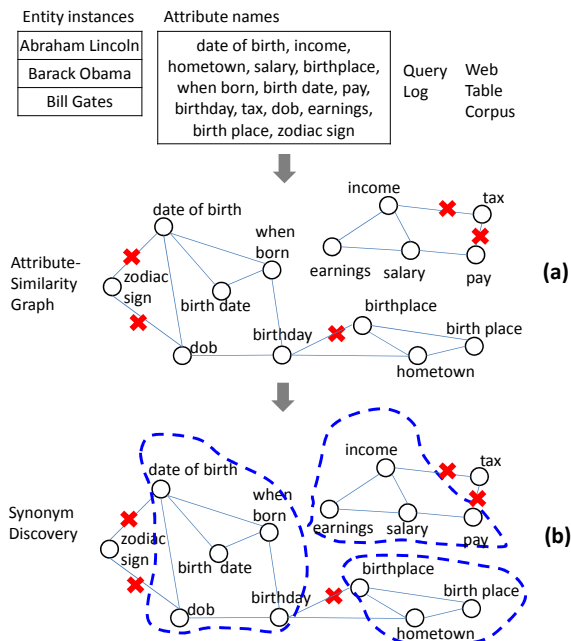 Entity instances
Abraham Lincoln
Barack Obama
Bill Gates
Attribute names
date of birth, income,
hometown, salary, birthplace,
when born, birth date, pay,
birthday, tax, dob, earnings,
birth place, zodiac sign
Query
Log
Web
Table
Corpus
Attribute-
Similarity
Graph
date of birth
when
born
zodiac
sign
birth date
dob
birthday
income
tax
earnings
salary
pay
birthplace
birth place
hometown
(a)
Synonym
Discovery
date of birth
when
born
zodiac
sign
birth date
dob
birthday
income
tax
earnings
salary
pay
birthplace
birth place
hometown
(b)